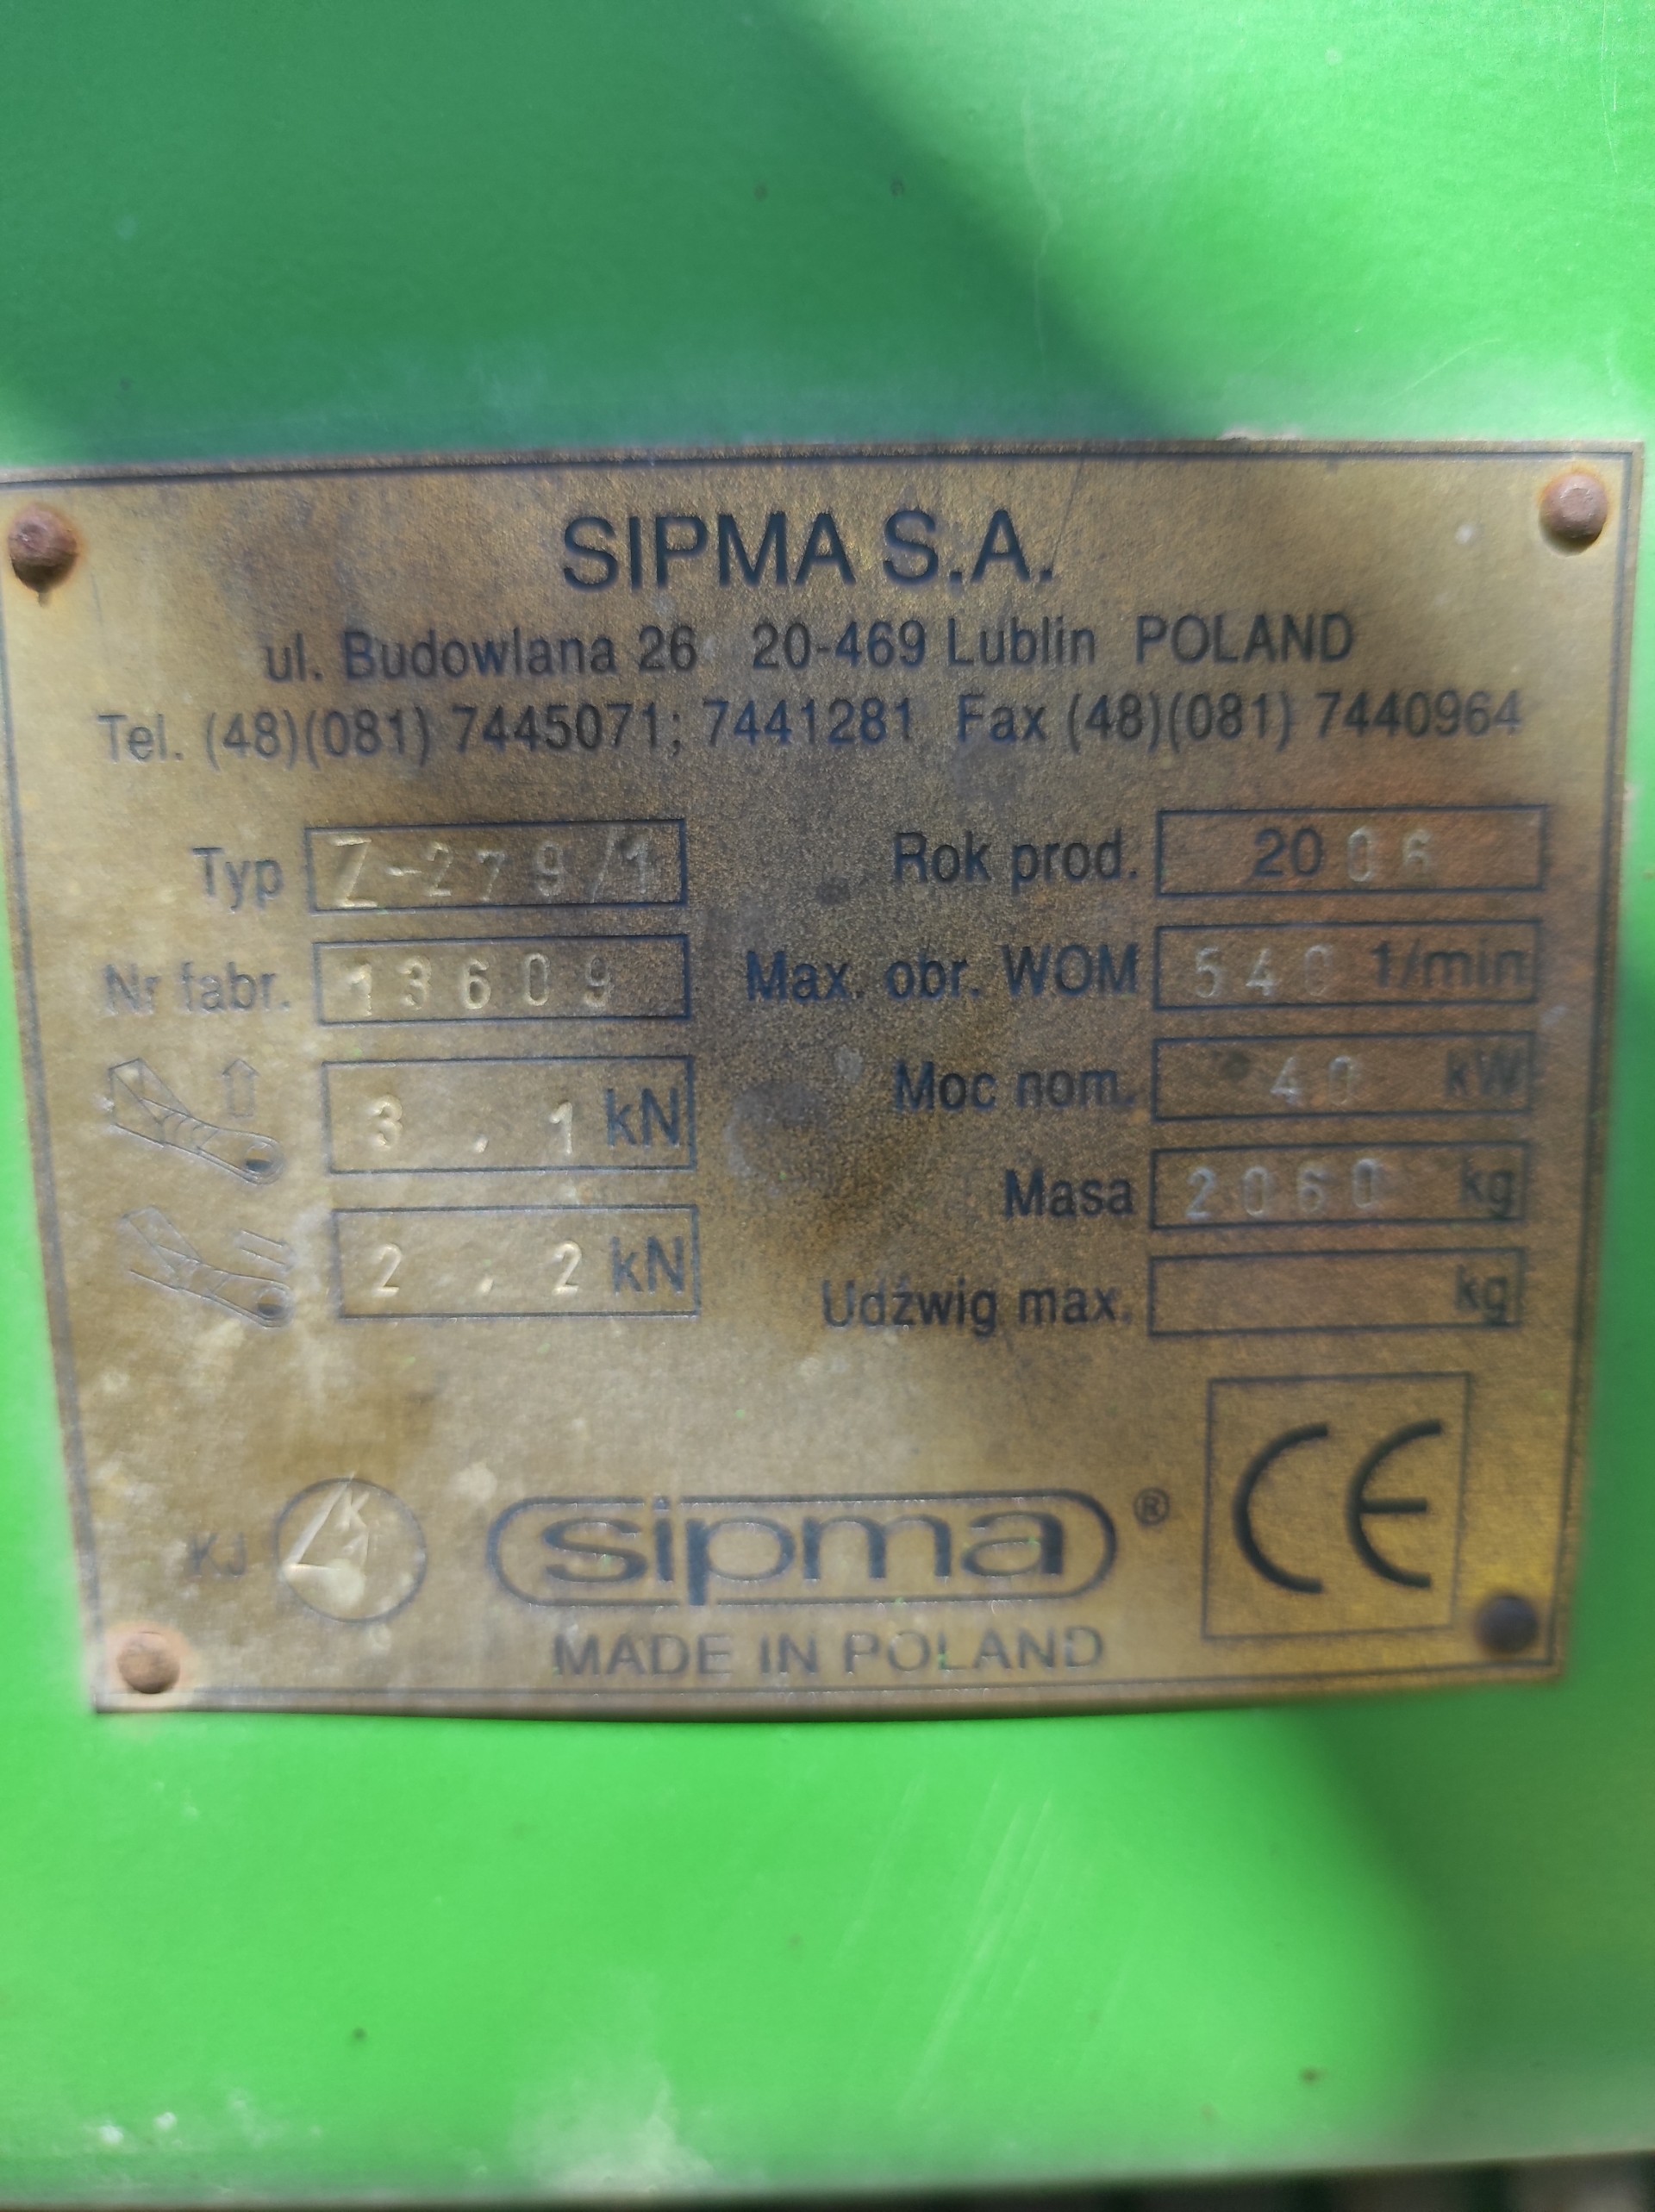 SIPMA S.A.
ul. Budowlana 26 20-469 Lublin POLAND
Tel. (48)(081) 7445071; 7441281 Fax (48)(081) 7440964
Typ Z-279/1 Rok prod. 2006
Nr fabr. 13609 Max. obr. WOM 540 1/min
3,1 kN Moc nom. 40 kW
Masa 2060 kg
2,2 kN Udźwig max. kg
KJ K sipma ® CE
MADE IN POLAND